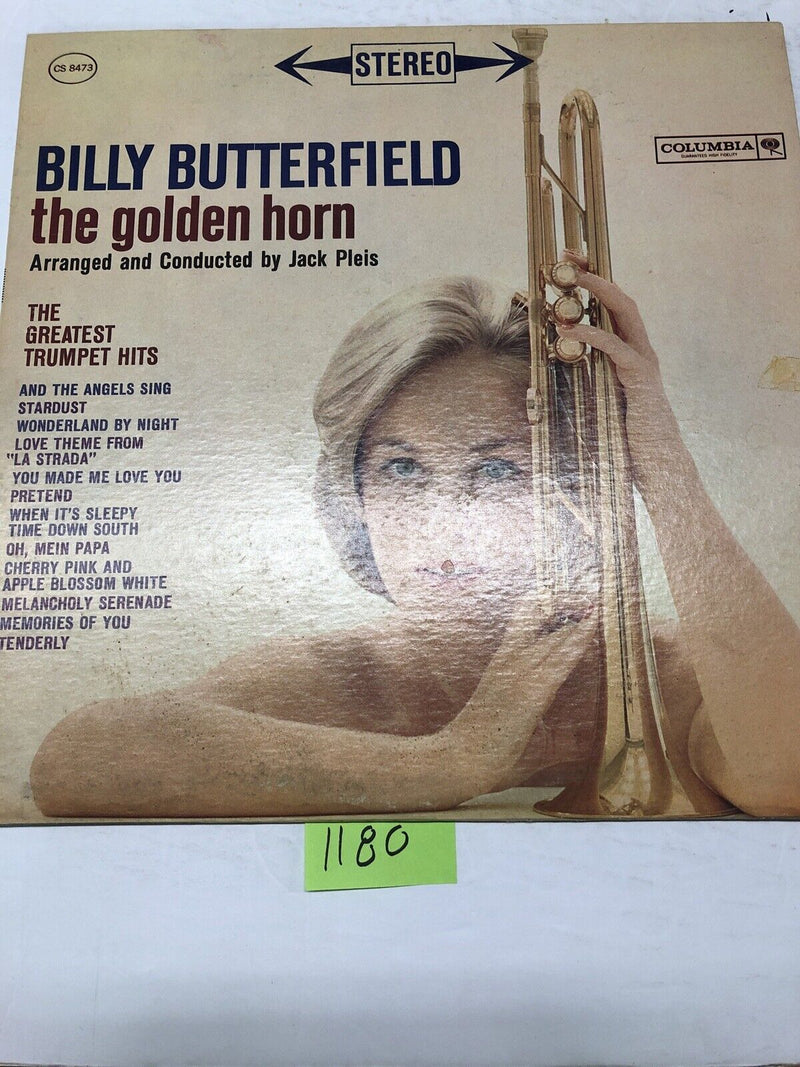 CS 8473
STEREO
COLUMBIA
GUARANTEES HIGH FIDELITY
BILLY BUTTERFIELD
the golden horn
Arranged and Conducted by Jack Pleis
THE
GREATEST
TRUMPET HITS
AND THE ANGELS SING
STARDUST
WONDERLAND BY NIGHT
LOVE THEME FROM
"LA STRADA"
YOU MADE ME LOVE YOU
PRETEND
WHEN IT'S SLEEPY
TIME DOWN SOUTH
OH, MEIN PAPA
CHERRY PINK AND
APPLE BLOSSOM WHITE
MELANCHOLY SERENADE
MEMORIES OF YOU
TENDERLY
1180